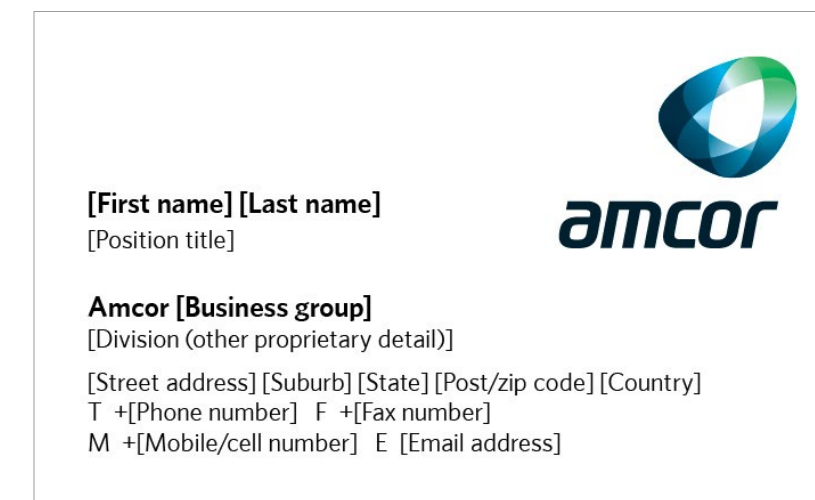 amcor
[First name] [Last name]
[Position title]
Amcor [Business group]
[Division (other proprietary detail)]
[Street address] [Suburb] [State] [Post/zip code] [Country]
T +[Phone number] F +[Fax number]
M +[Mobile/cell number] E [Email address]